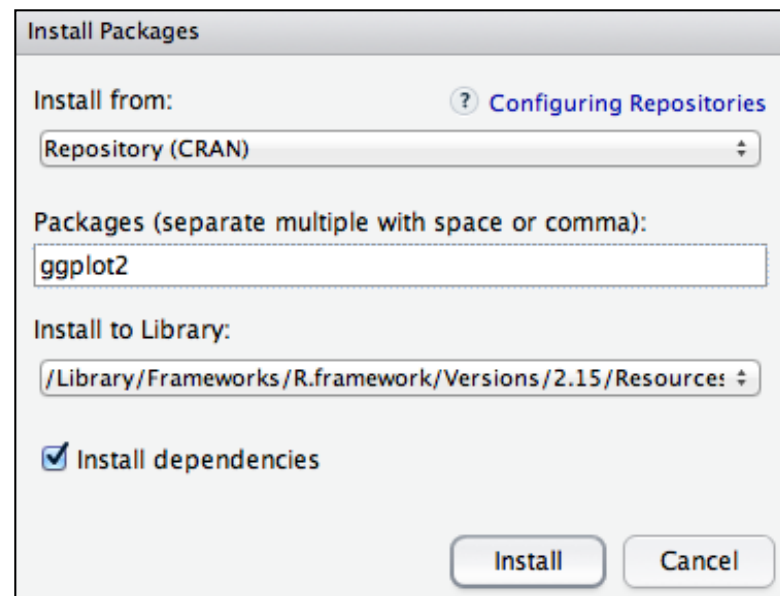 Install Packages
Install from:
? Configuring Repositories
Repository (CRAN)
Packages (separate multiple with space or comma):
ggplot2
Install to Library:
/Library/Frameworks/R.framework/Versions/2.15/Resources
Install dependencies
Install
Cancel